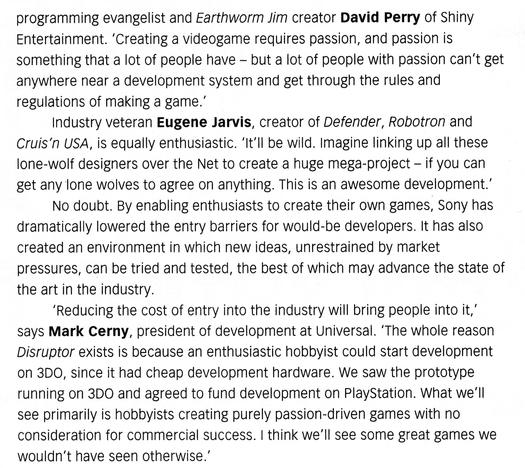 programming evangelist and Earthworm Jim creator David Perry of Shiny
Entertainment. ‘Creating a videogame requires passion, and passion is
something that a lot of people have – but a lot of people with passion can’t get
anywhere near a development system and get through the rules and
regulations of making a game.’
Industry veteran Eugene Jarvis, creator of Defender, Robotron and
Cruis’n USA, is equally enthusiastic. ‘It’ll be wild. Imagine linking up all these
lone-wolf designers over the Net to create a huge mega-project – if you can
get any lone wolves to agree on anything. This is an awesome development.’
No doubt. By enabling enthusiasts to create their own games, Sony has
dramatically lowered the entry barriers for would-be developers. It has also
created an environment in which new ideas, unrestrained by market
pressures, can be tried and tested, the best of which may advance the state of
the art in the industry.
‘Reducing the cost of entry into the industry will bring people into it,’
says Mark Cerny, president of development at Universal. ‘The whole reason
Disruptor exists is because an enthusiastic hobbyist could start development
on 3DO, since it had cheap development hardware. We saw the prototype
running on 3DO and agreed to fund development on PlayStation. What we’ll
see primarily is hobbyists creating purely passion-driven games with no
consideration for commercial success. I think we’ll see some great games we
wouldn’t have seen otherwise.’